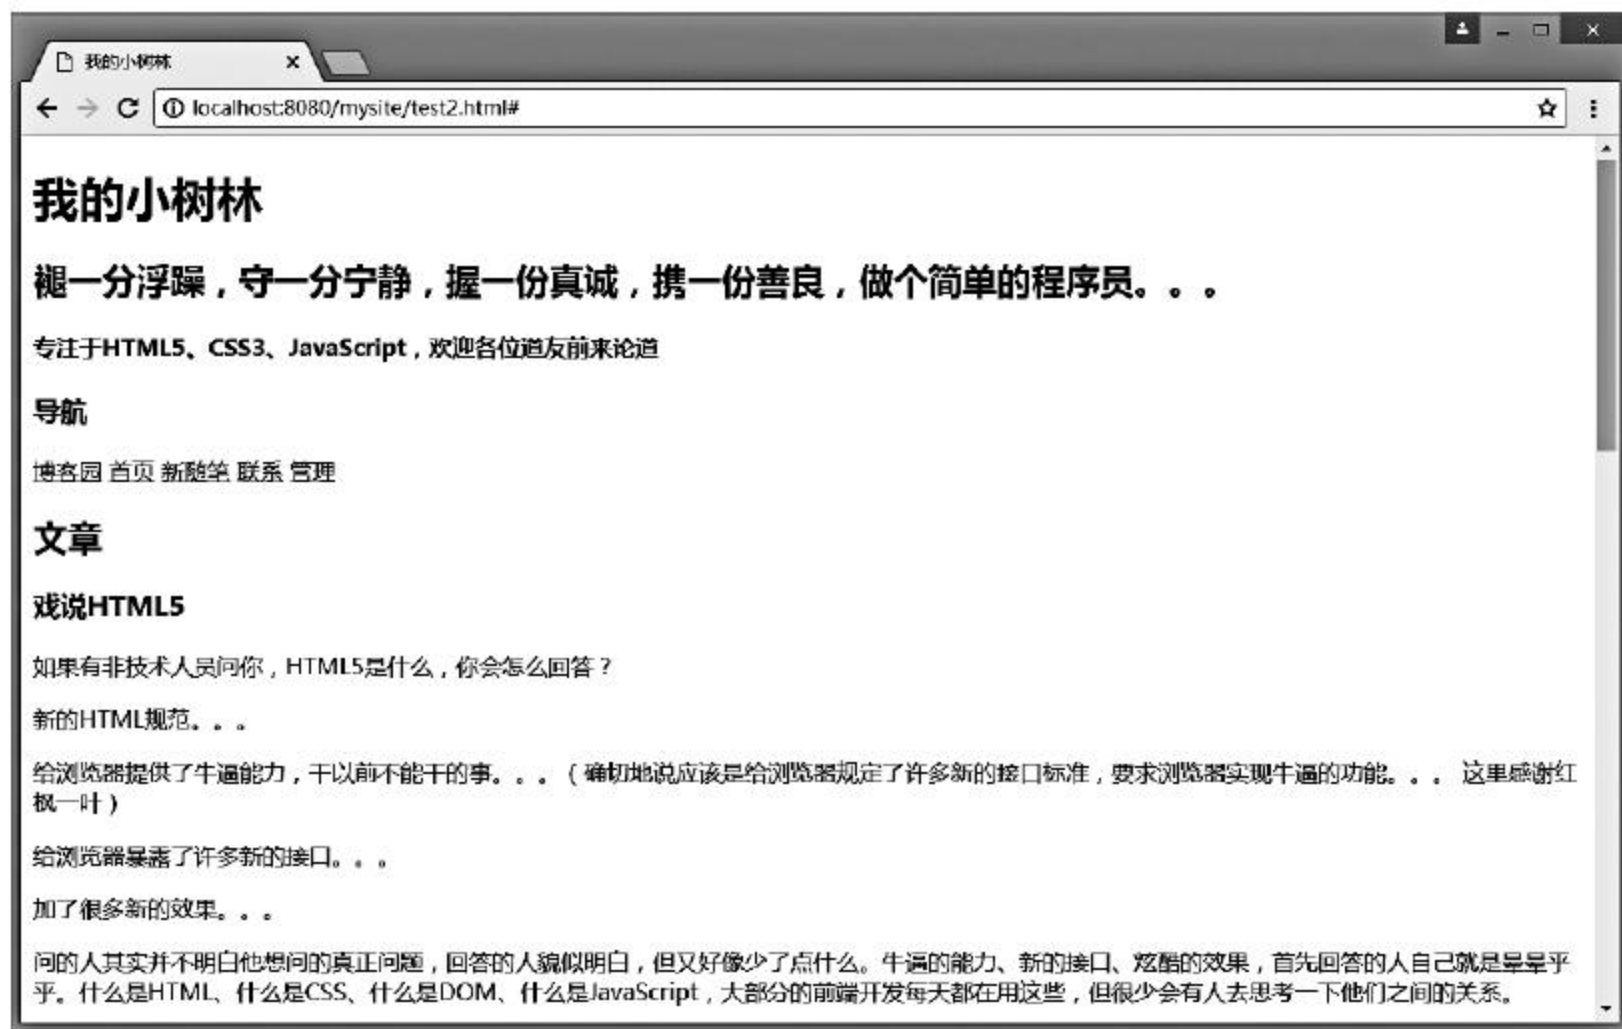 我的小树林
localhost:8080/mysite/test2.html#
我的小树林
褪一分浮躁，守一分宁静，握一份真诚，携一份善良，做个简单的程序员。。。
专注于HTML5、CSS3、JavaScript，欢迎各位道友前来论道
导航
博客园 首页 新随笔 联系 管理
文章
戏说HTML5
如果有非技术人员问你，HTML5是什么，你会怎么回答？
新的HTML规范。。。
给浏览器提供了牛逼能力，干以前不能干的事。。。（确切地说应该是给浏览器规定了许多新的接口标准，要求浏览器实现牛逼的功能。。。 这里感谢红
枫一叶）
给浏览器暴露了许多新的接口。。。
加了很多新的效果。。。
问的人其实并不明白他想问的真正问题，回答的人貌似明白，但又好像少了点什么。牛逼的能力、新的接口、炫酷的效果，首先回答的人自己就是晕晕乎
乎。什么是HTML、什么是CSS、什么是DOM、什么是JavaScript，大部分的前端开发每天都在用这些，但很少会有人去思考一下他们之间的关系。